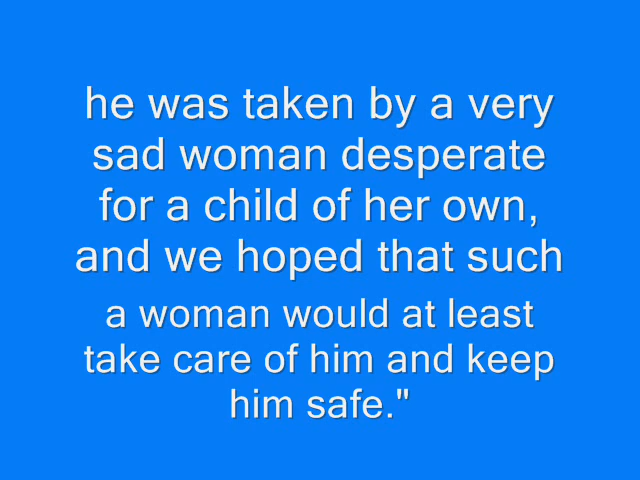 he was taken by a very
sad woman desperate
for a child of her own,
and we hoped that such
a woman would at least
take care of him and keep
him safe."